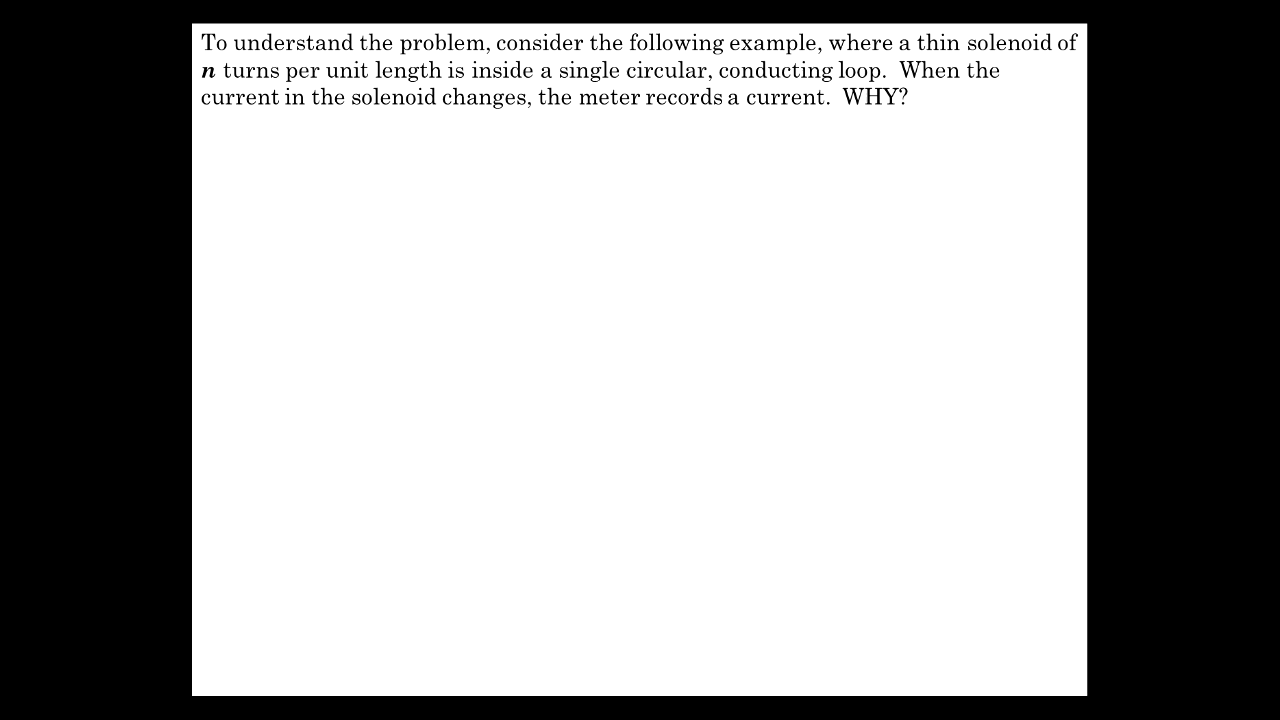 To understand the problem, consider the following example, where a thin solenoid of
n turns per unit length is inside a single circular, conducting loop. When the
current in the solenoid changes, the meter records a current. WHY?